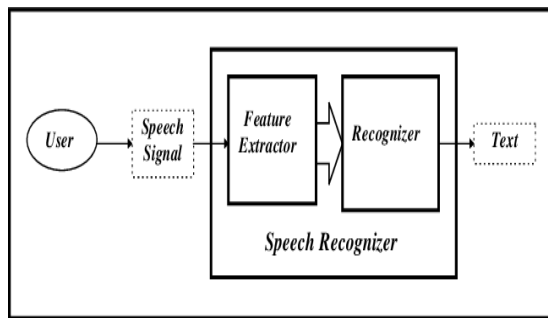 User
Speech
Signal
Feature
Extractor
Recognizer
Text
Speech Recognizer